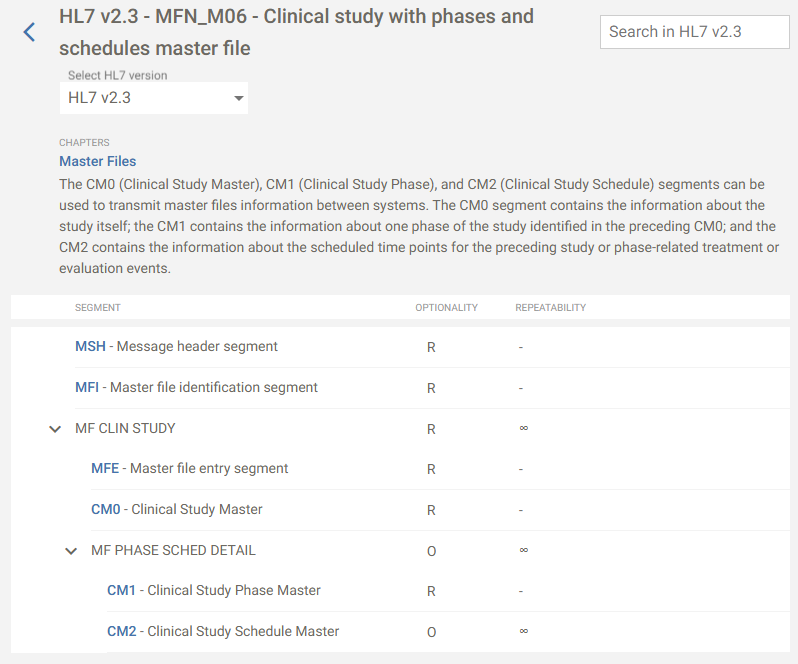 HL7 v2.3 - MFN_M06 - Clinical study with phases and
schedules master file
Search in HL7 v2.3
Select HL7 version
HL7 v2.3
CHAPTERS
Master Files
The CM0 (Clinical Study Master), CM1 (Clinical Study Phase), and CM2 (Clinical Study Schedule) segments can be
used to transmit master files information between systems. The CM0 segment contains the information about the
study itself; the CM1 contains the information about one phase of the study identified in the preceding CM0; and the
CM2 contains the information about the scheduled time points for the preceding study or phase-related treatment or
evaluation events.
SEGMENT OPTIONALITY REPEATABILITY
MSH - Message header segment R -
MFI - Master file identification segment R -
MF CLIN STUDY R ∞
MFE - Master file entry segment R -
CM0 - Clinical Study Master R -
MF PHASE SCHED DETAIL O ∞
CM1 - Clinical Study Phase Master R -
CM2 - Clinical Study Schedule Master O ∞